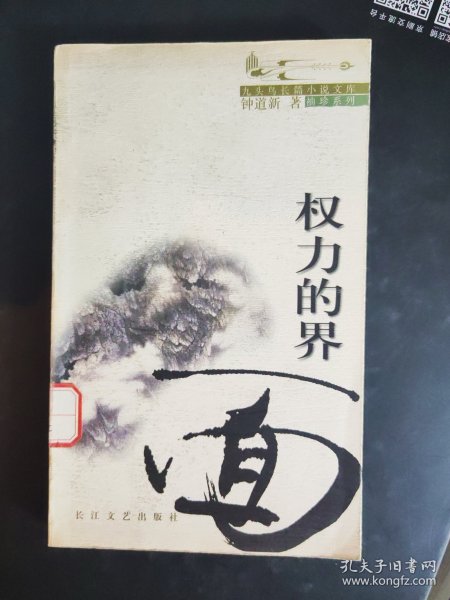 九头鸟长篇小说文库
钟道新 著 袖珍系列
权力的界
面
长江文艺出版社
孔夫子旧书网
www.kongfz.com